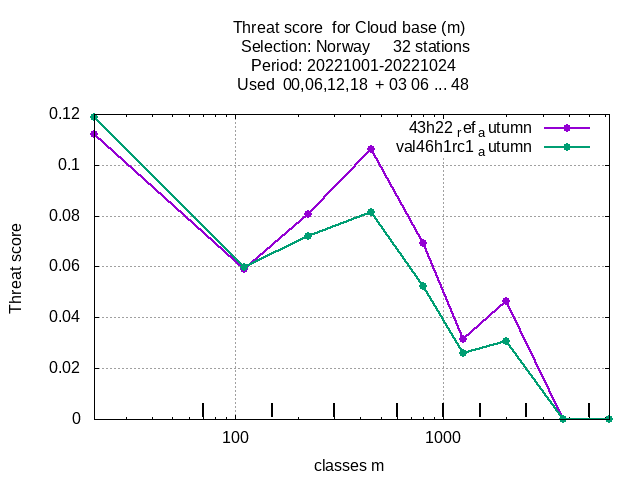 Threat score  for Cloud base (m)
Selection: Norway     32 stations
Period: 20221001-20221024
Used  00,06,12,18  + 03 06 ... 48
43h22 ref autumn
val46h1rc1 autumn
0.12
0.1
0.08
0.06
0.04
0.02
0
Threat score
100
1000
classes m